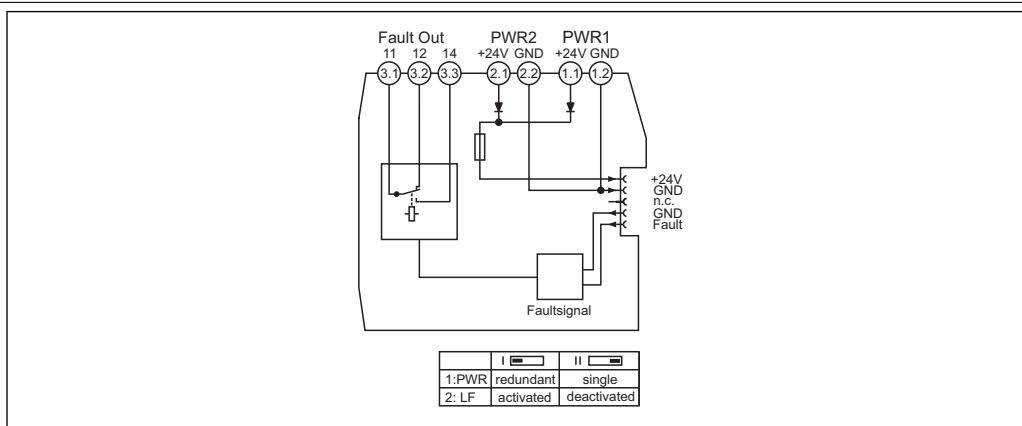 Fault Out PWR2 PWR1
11 12 14 +24V GND +24V GND
3.1 3.2 3.3 2.1 2.2 1.1 1.2
+24V
GND
n.c.
GND
Fault
Faultsignal
I II
1:PWR redundant single
2: LF activated deactivated